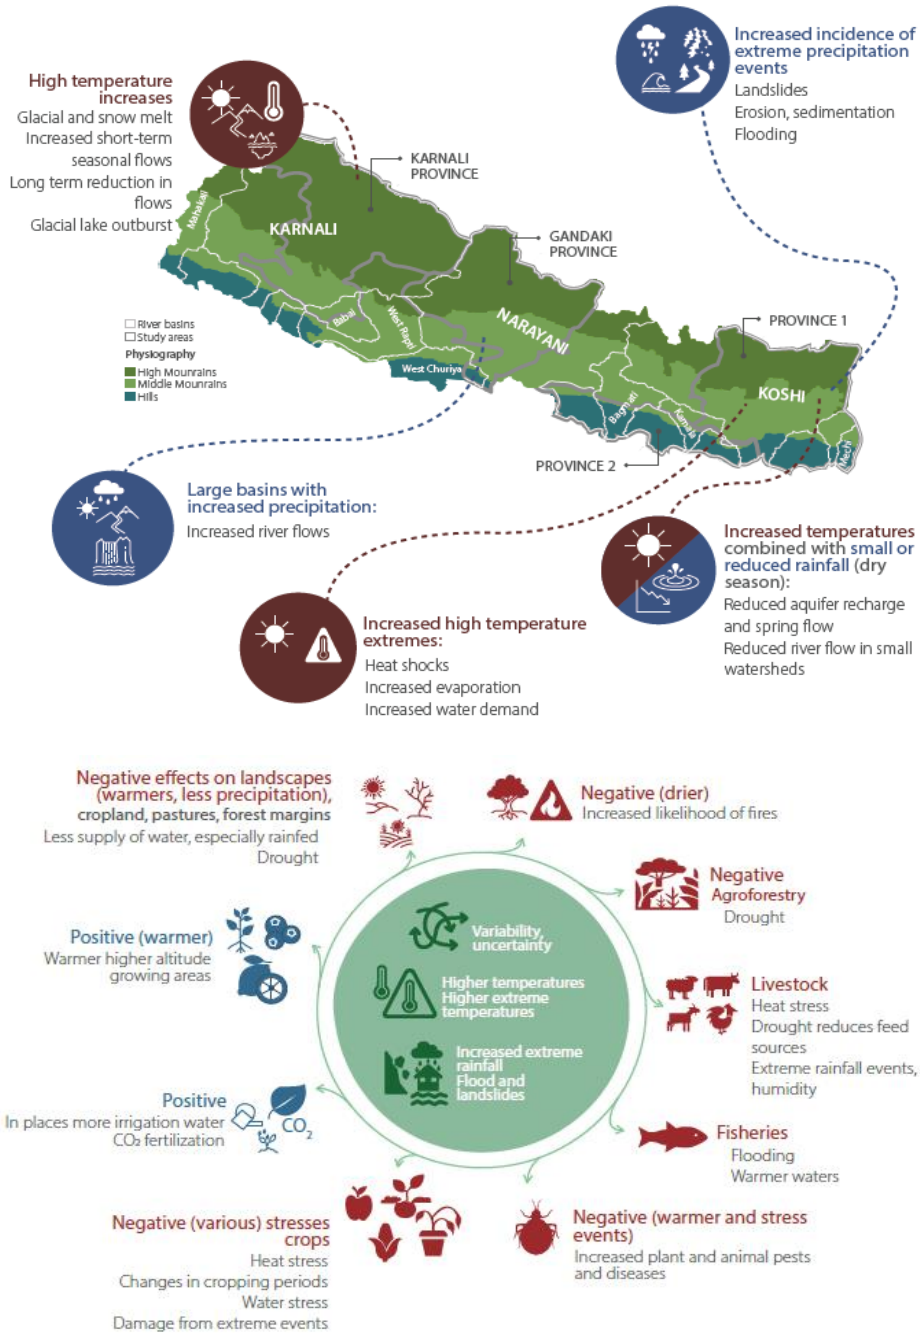 High temperature
increases
Glacial and snow melt
Increased short-term
seasonal flows
Long term reduction in
flows
Glacial lake outburst
Increased incidence of
extreme precipitation
events
Landslides
Erosion, sedimentation
Flooding
KARNALI
PROVINCE
Mahakali
KARNALI
GANDAKI
PROVINCE
NARAYANI
PROVINCE 1
Babai
West Rapti
West Churiya
KOSHI
Bagmati
Kamala
Mechi
PROVINCE 2
River basins
Study areas
Physiography
High Mounrains
Middle Mounrains
Hills
Large basins with
increased precipitation:
Increased river flows
Increased temperatures
combined with small or
reduced rainfall (dry
season):
Reduced aquifer recharge
and spring flow
Reduced river flow in small
watersheds
Increased high temperature
extremes:
Heat shocks
Increased evaporation
Increased water demand
Negative effects on landscapes
(warmers, less precipitation),
cropland, pastures, forest margins
Less supply of water, especially rainfed
Drought
Negative (drier)
Increased likelihood of fires
Negative
Agroforestry
Drought
Positive (warmer)
Warmer higher altitude
growing areas
Variability,
uncertainty
Higher temperatures
Higher extreme
temperatures
Increased extreme
rainfall
Flood and
landslides
Livestock
Heat stress
Drought reduces feed
sources
Extreme rainfall events,
humidity
Positive
In places more irrigation water
CO₂ fertilization
CO₂
Fisheries
Flooding
Warmer waters
Negative (various) stresses
crops
Heat stress
Changes in cropping periods
Water stress
Damage from extreme events
Negative (warmer and stress
events)
Increased plant and animal pests
and diseases